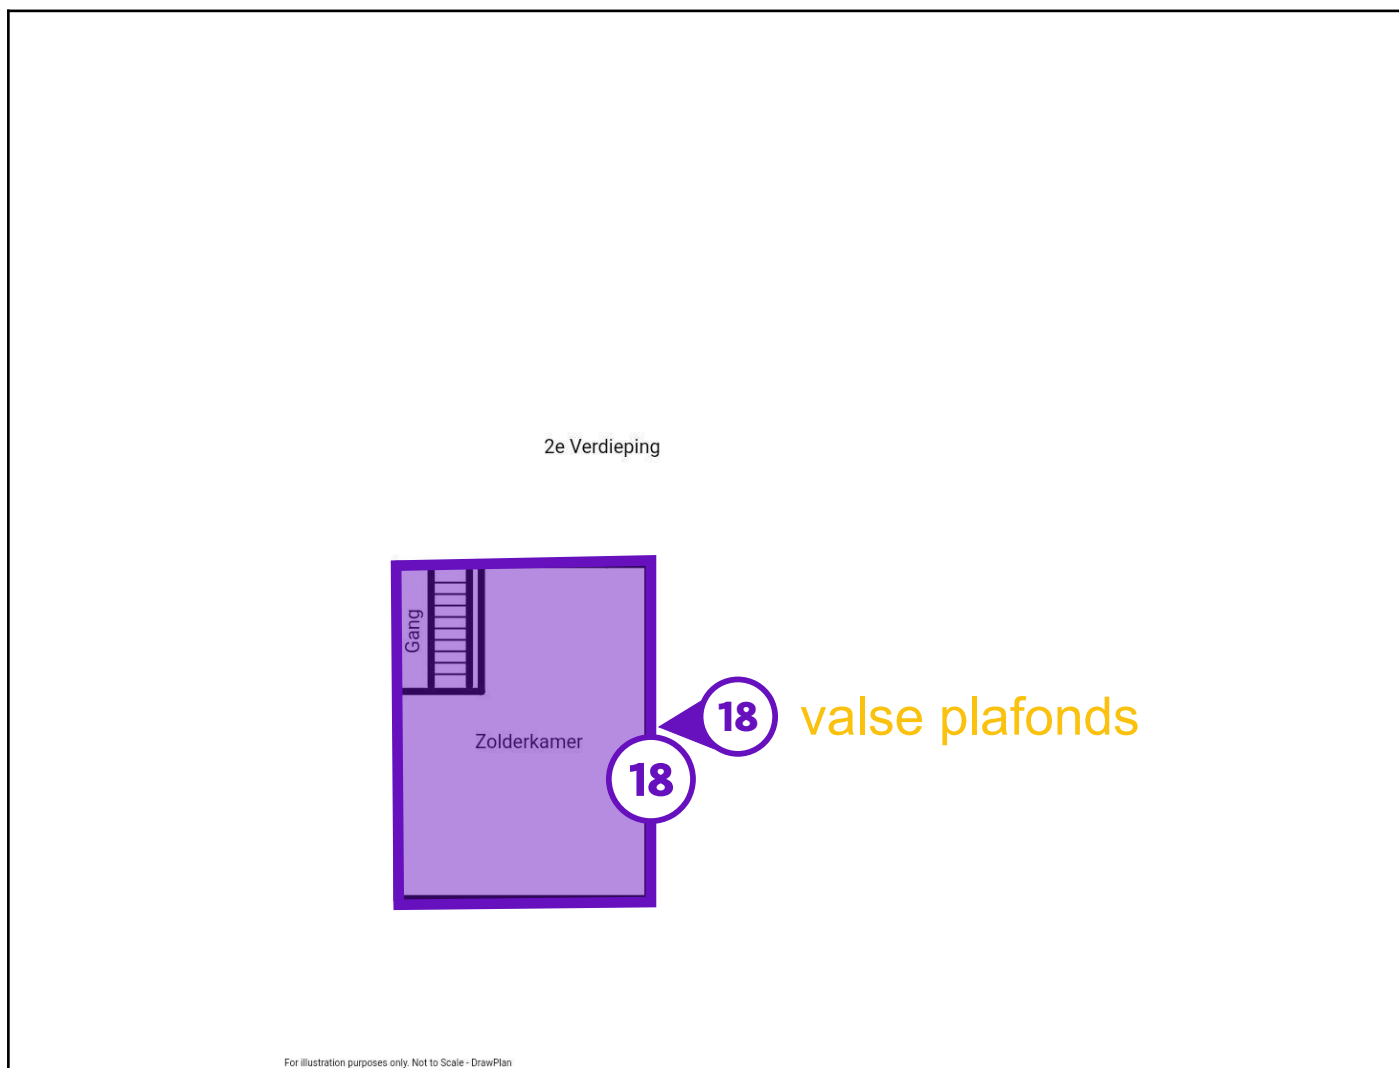 2e Verdieping
Gang
18 valse plafonds
Zolderkamer
18
For illustration purposes only. Not to Scale - DrawPlan